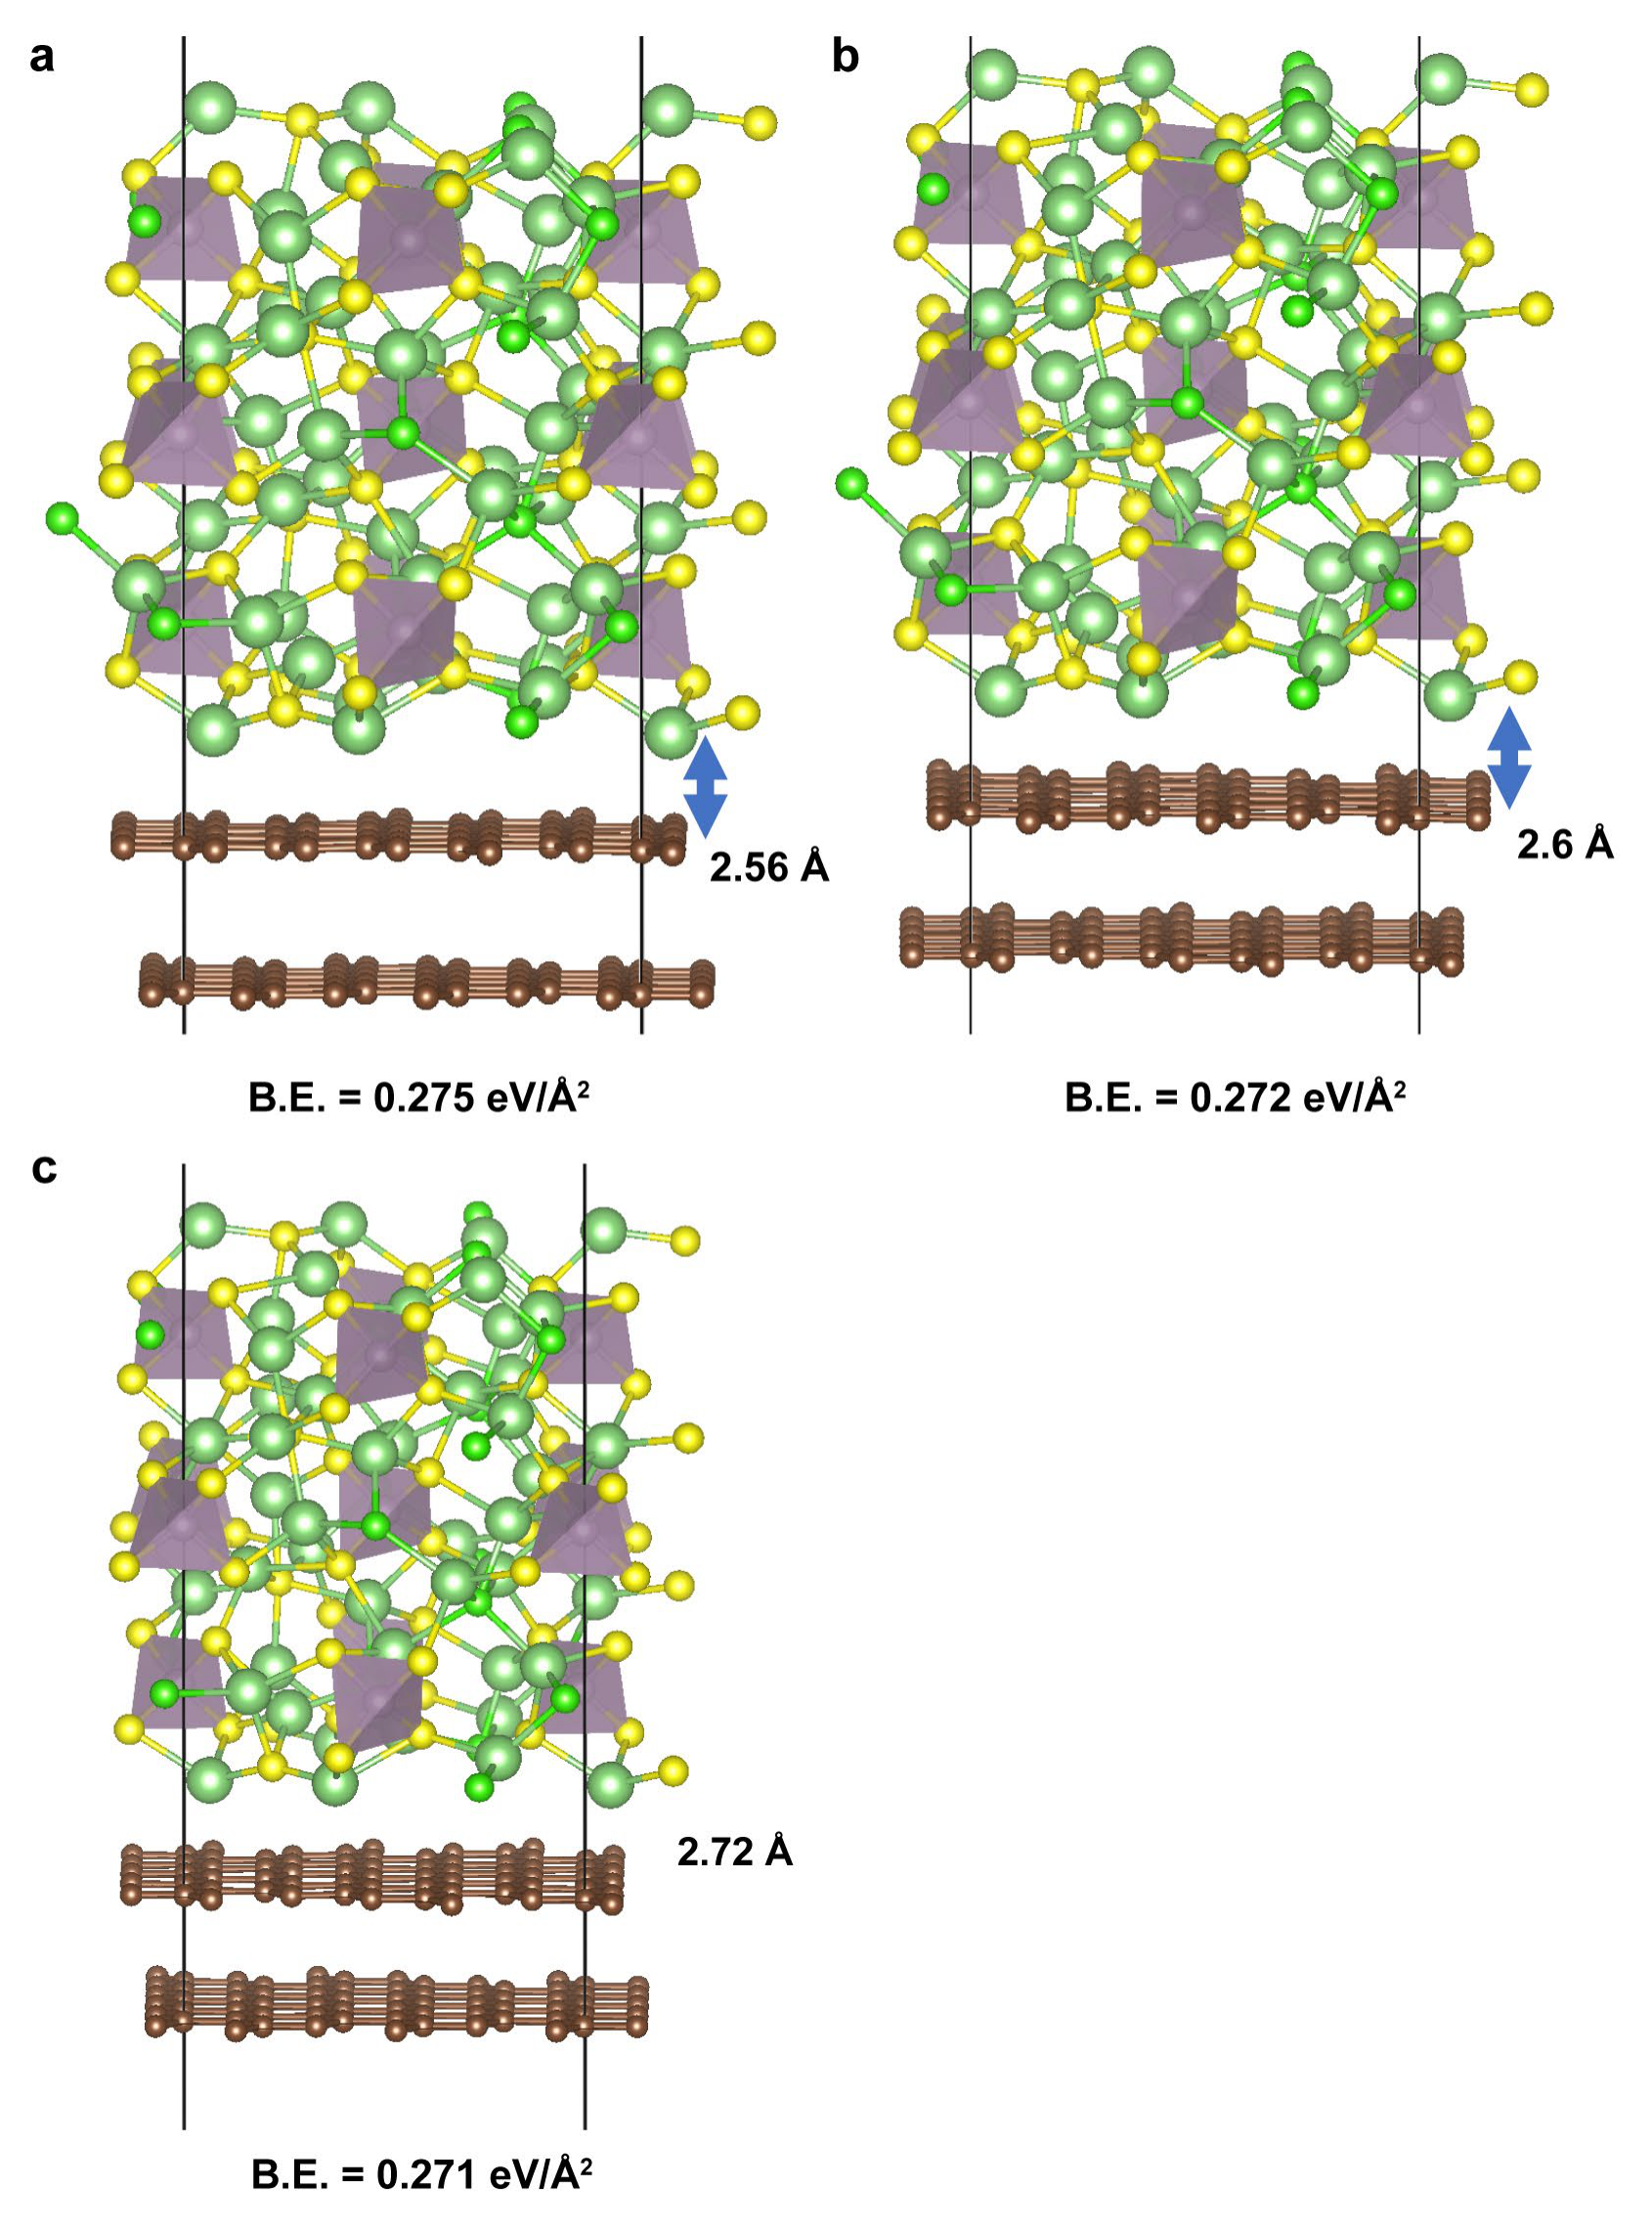 a
b
2.56 Å
2.6 Å
B.E. = 0.275 eV/Å²
B.E. = 0.272 eV/Å²
c
2.72 Å
B.E. = 0.271 eV/Å²